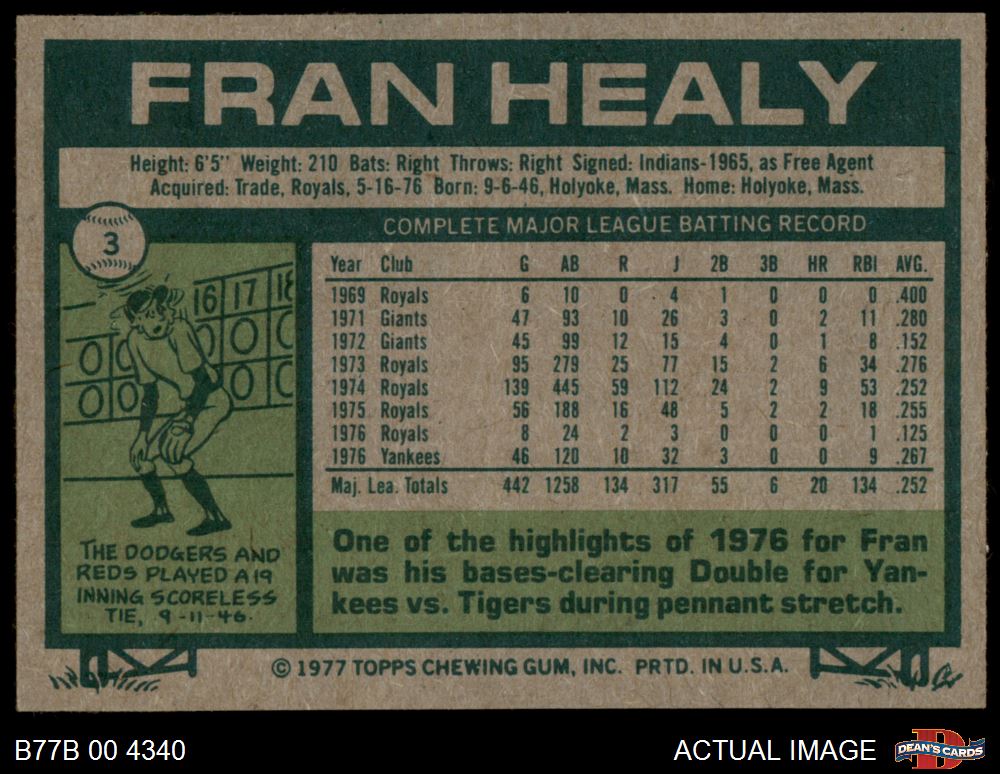 FRAN HEALY
Height: 6'5" Weight: 210 Bats: Right Throws: Right Signed: Indians-1965, as Free Agent
Acquired: Trade, Royals, 5-16-76 Born: 9-6-46, Holyoke, Mass. Home: Holyoke, Mass.
3
COMPLETE MAJOR LEAGUE BATTING RECORD
Year Club G AB R J 2B 3B HR RBI AVG.
1969 Royals 6 10 0 4 1 0 0 0 .400
1971 Giants 47 93 10 26 3 0 2 11 .280
1972 Giants 45 99 12 15 4 0 1 8 .152
1973 Royals 95 279 25 77 15 2 6 34 .276
1974 Royals 139 445 59 112 24 2 9 53 .252
1975 Royals 56 188 16 48 5 2 2 18 .255
1976 Royals 8 24 2 3 0 0 0 1 .125
1976 Yankees 46 120 10 32 3 0 0 9 .267
Maj. Lea. Totals 442 1258 134 317 55 6 20 134 .252
16 17 18
0 0 0
0 0 0
THE DODGERS AND
REDS PLAYED A 19
INNING SCORELESS
TIE, 9-11-46.
One of the highlights of 1976 for Fran
was his bases-clearing Double for Yan-
kees vs. Tigers during pennant stretch.
© 1977 TOPPS CHEWING GUM, INC. PRTD. IN U.S.A.
B77B 00 4340
ACTUAL IMAGE
D
DEAN'S CARDS